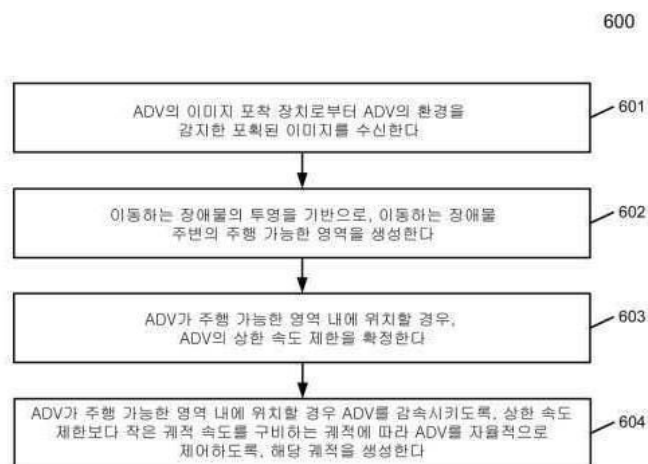 600
ADV의 이미지 포착 장치로부터 ADV의 환경을
감지한 포획된 이미지를 수신한다
601
이동하는 장애물의 투영을 기반으로, 이동하는 장애물
주변의 주행 가능한 영역을 생성한다
602
ADV가 주행 가능한 영역 내에 위치할 경우,
ADV의 상한 속도 제한을 확정한다
603
ADV가 주행 가능한 영역 내에 위치할 경우 ADV를 감속시키도록, 상한 속도
제한보다 작은 궤적 속도를 구비하는 궤적에 따라 ADV를 자율적으로
제어하도록, 해당 궤적을 생성한다
604